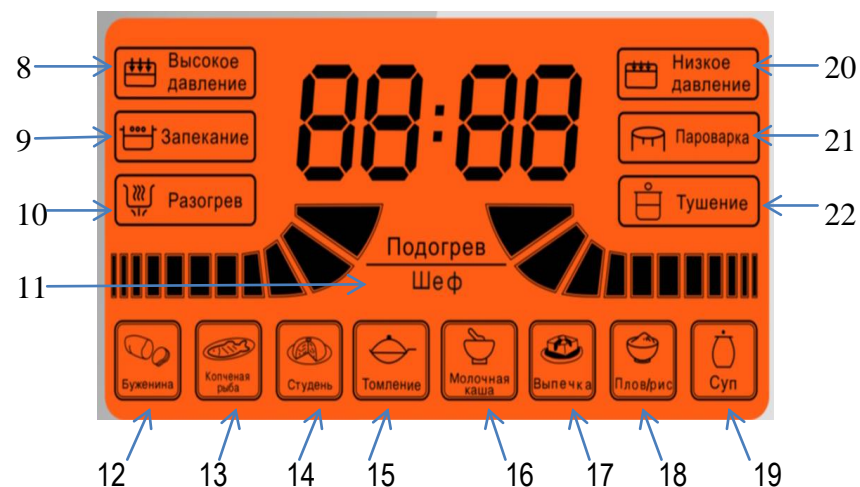 8
Высокое
давление
88:88
Низкое
давление
20
9
Запекание
Пароварка
21
10
Разогрев
Тушение
22
Подогрев
11
Шеф
Буженина
Копченая
рыба
Студень
Томление
Молочная
каша
Выпечка
Плов/рис
Суп
12
13
14
15
16
17
18
19